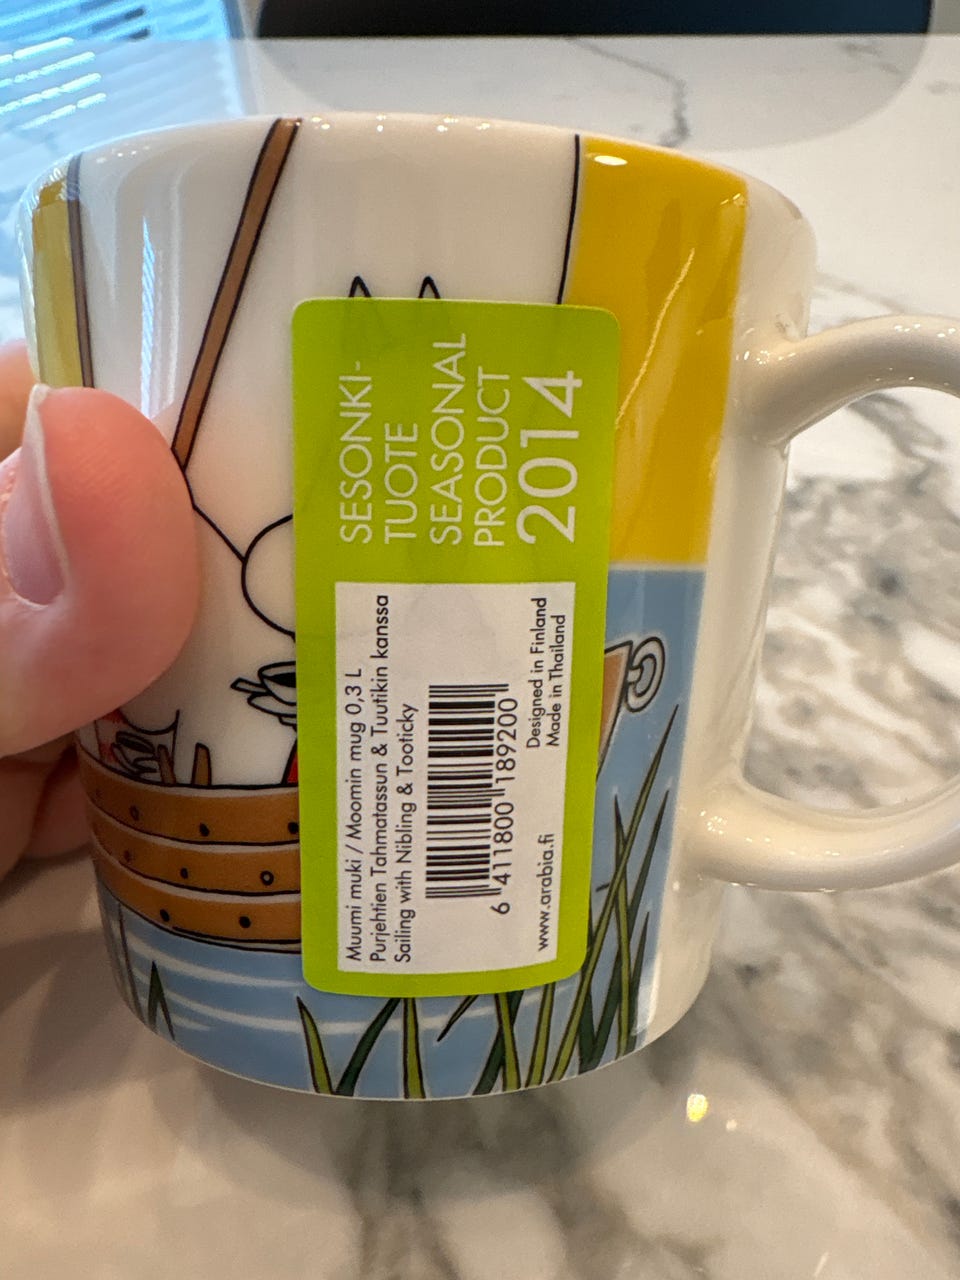 SESONKI-
TUOTE
SEASONAL
PRODUCT
2014
Muumi muki / Moomin mug 0,3 L
Purjehtien Tahmatassun & Tuutikin kanssa
Sailing with Nibling & Tooticky
6 411800 189200
www.arabia.fi
Designed in Finland
Made in Thailand